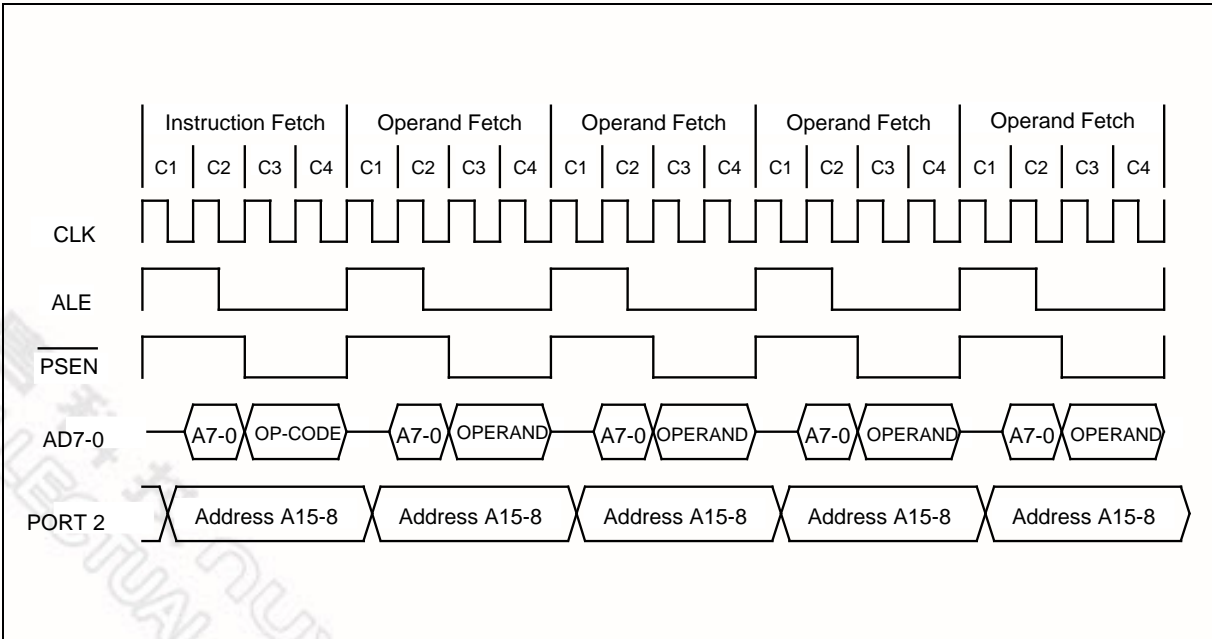 Instruction Fetch Operand Fetch Operand Fetch Operand Fetch Operand Fetch
C1 C2 C3 C4 C1 C2 C3 C4 C1 C2 C3 C4 C1 C2 C3 C4 C1 C2 C3 C4
CLK
ALE
PSEN
AD7-0 A7-0 OP-CODE A7-0 OPERAND A7-0 OPERAND A7-0 OPERAND A7-0 OPERAND
PORT 2 Address A15-8 Address A15-8 Address A15-8 Address A15-8 Address A15-8